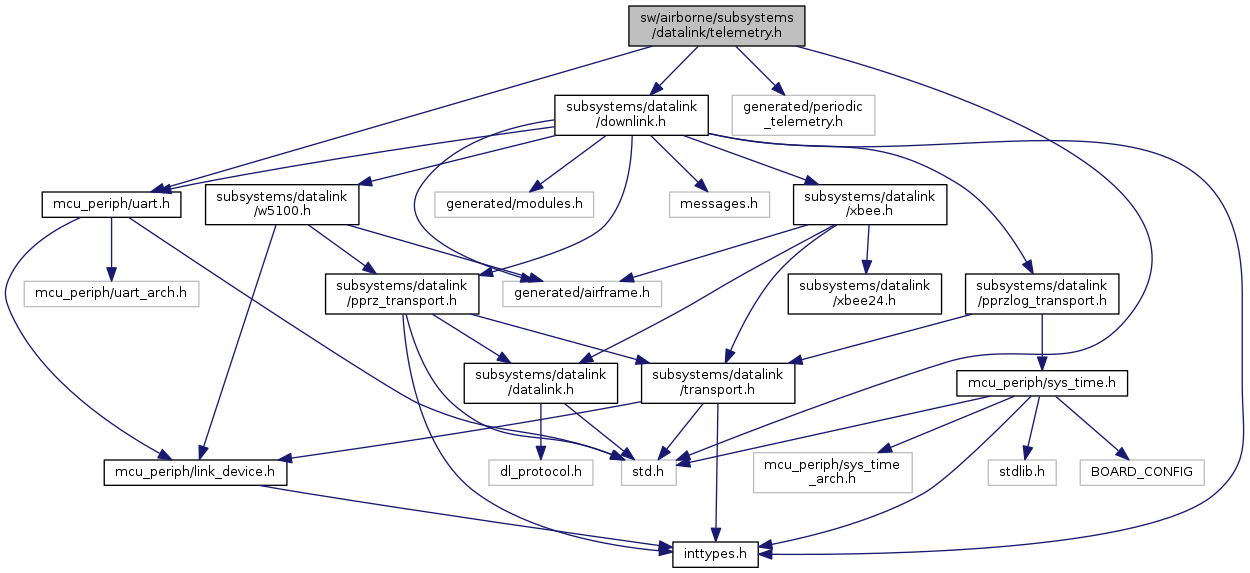 sw/airborne/subsystems
/datalink/telemetry.h
subsystems/datalink
/downlink.h
generated/periodic
_telemetry.h
mcu_periph/uart.h
subsystems/datalink
/w5100.h
generated/modules.h
messages.h
subsystems/datalink
/xbee.h
mcu_periph/uart_arch.h
subsystems/datalink
/pprz_transport.h
generated/airframe.h
subsystems/datalink
/xbee24.h
subsystems/datalink
/pprzlog_transport.h
subsystems/datalink
/datalink.h
subsystems/datalink
/transport.h
mcu_periph/sys_time.h
mcu_periph/link_device.h
dl_protocol.h
std.h
mcu_periph/sys_time
_arch.h
stdlib.h
BOARD_CONFIG
inttypes.h